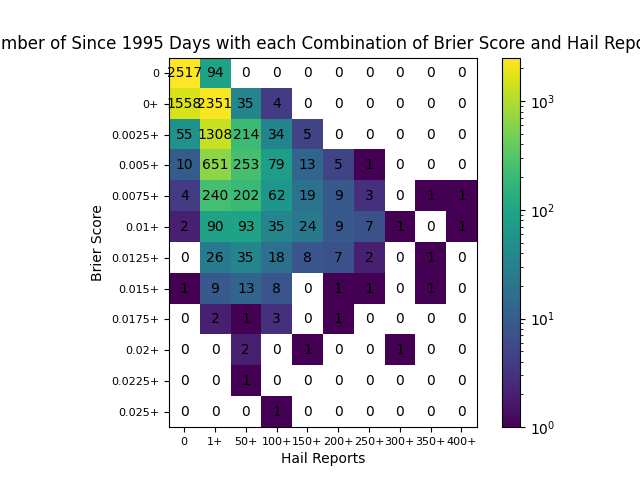 mber of Since 1995 Days with each Combination of Brier Score and Hail Repo
0 2517 94 0 0 0 0 0 0 0 0
0+ 1558 2351 35 4 0 0 0 0 0 0
0.0025+ 55 1308 214 34 5 0 0 0 0 0
0.005+ 10 651 253 79 13 5 1 0 0 0
0.0075+ 4 240 202 62 19 9 3 0 1 1
0.01+ 2 90 93 35 24 9 7 1 0 1
0.0125+ 0 26 35 18 8 7 2 0 1 0
0.015+ 1 9 13 8 0 1 1 0 1 0
0.0175+ 0 2 1 3 0 1 0 0 0 0
0.02+ 0 0 2 0 1 0 0 1 0 0
0.0225+ 0 0 1 0 0 0 0 0 0 0
0.025+ 0 0 0 1 0 0 0 0 0 0
0 1+ 50+ 100+ 150+ 200+ 250+ 300+ 350+ 400+
Hail Reports
Brier Score
10³
10²
10¹
10⁰